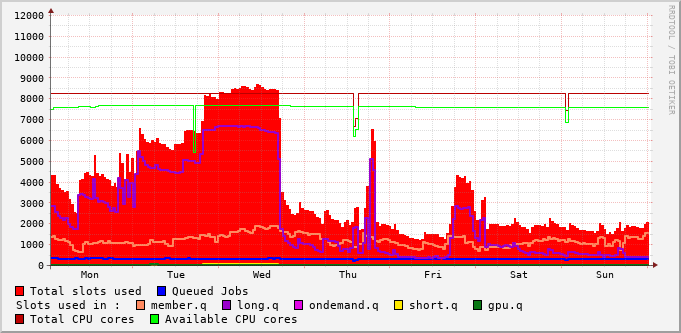 RRDTOOL / TOBI OETIKER
12000
11000
10000
9000
8000
7000
6000
5000
4000
3000
2000
1000
0
Mon Tue Wed Thu Fri Sat Sun
Total slots used Queued Jobs
Slots used in : member.q long.q ondemand.q short.q gpu.q
Total CPU cores Available CPU cores